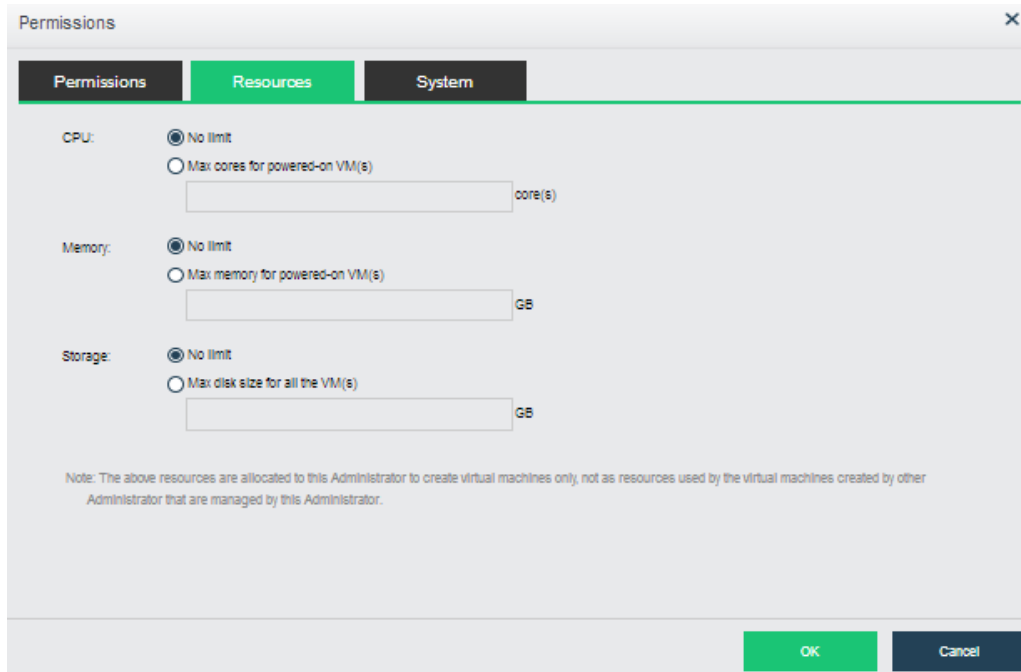 Permissions
Permissions Resources System
CPU: No limit
Max cores for powered-on VM(s)
core(s)
Memory: No limit
Max memory for powered-on VM(s)
GB
Storage: No limit
Max disk size for all the VM(s)
GB
Note: The above resources are allocated to this Administrator to create virtual machines only, not as resources used by the virtual machines created by other
Administrator that are managed by this Administrator.
OK Cancel